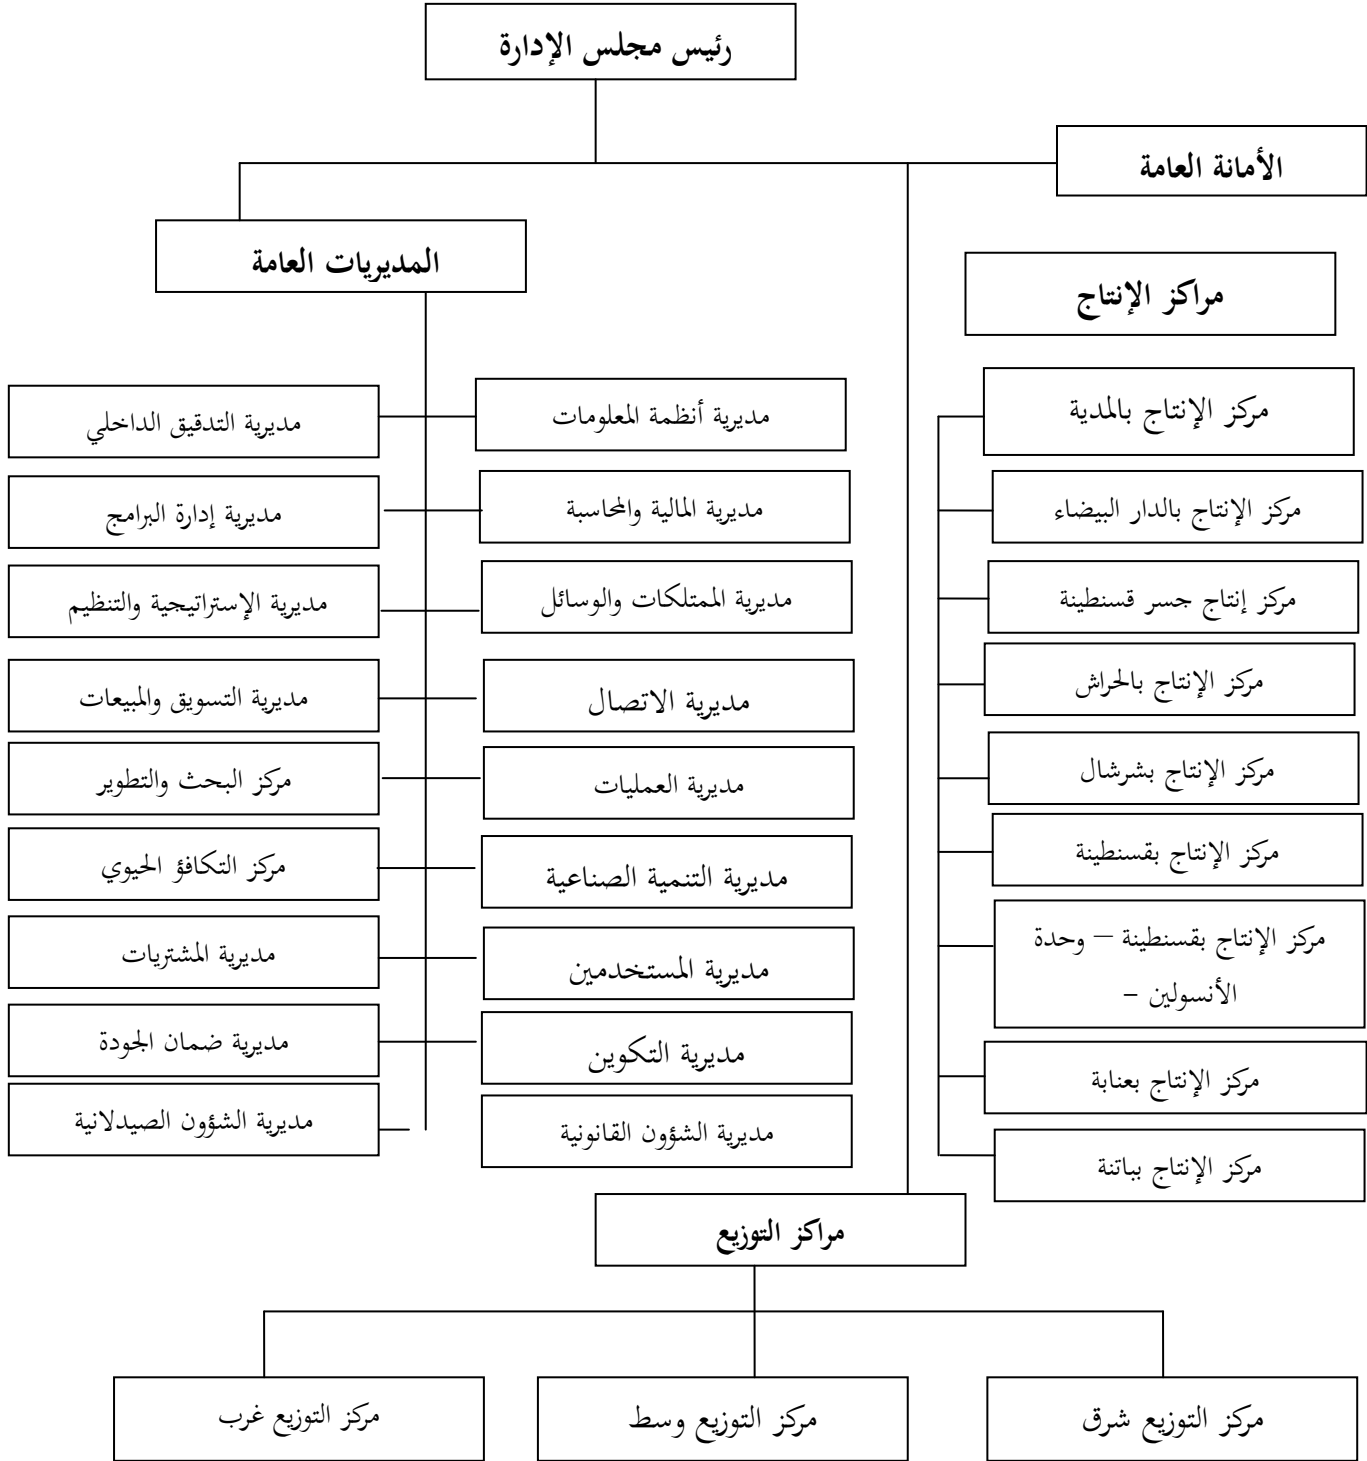 رئيس مجلس الإدارة
الأمانة العامة
المديريات العامة
مراكز الإنتاج
مركز الإنتاج بالمدية
مركز الإنتاج بالدار البيضاء
مركز إنتاج جسر قسنطينة
مركز الإنتاج بالحراش
مركز الإنتاج بشرشال
مركز الإنتاج بقسنطينة
مركز الإنتاج بقسنطينة – وحدة
الأنسولين -
مركز الإنتاج بعنابة
مركز الإنتاج بباتنة
مديرية أنظمة المعلومات
مديرية المالية والمحاسبة
مديرية الممتلكات والوسائل
مديرية الاتصال
مديرية العمليات
مديرية التنمية الصناعية
مديرية المستخدمين
مديرية التكوين
مديرية الشؤون القانونية
مديرية التدقيق الداخلي
مديرية إدارة البرامج
مديرية الإستراتيجية والتنظيم
مديرية التسويق والمبيعات
مركز البحث والتطوير
مركز التكافؤ الحيوي
مديرية المشتريات
مديرية ضمان الجودة
مديرية الشؤون الصيدلانية
مراكز التوزيع
مركز التوزيع شرق
مركز التوزيع وسط
مركز التوزيع غرب